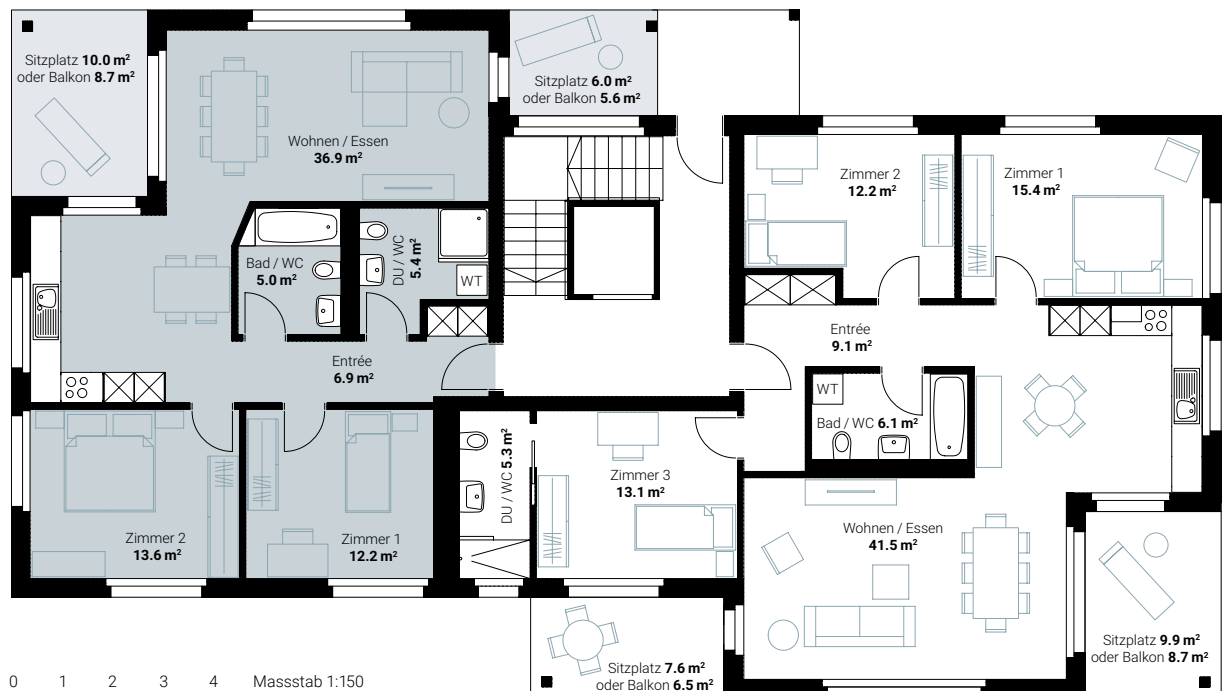 Sitzplatz 10.0 m²
oder Balkon 8.7 m²
Sitzplatz 6.0 m²
oder Balkon 5.6 m²
Wohnen / Essen
36.9 m²
Zimmer 2
12.2 m²
Zimmer 1
15.4 m²
Bad / WC
5.0 m²
DU / WC
5.4 m²
WT
Entrée
6.9 m²
Entrée
9.1 m²
WT
Bad / WC 6.1 m²
DU / WC 5.3 m²
Zimmer 3
13.1 m²
Zimmer 2
13.6 m²
Zimmer 1
12.2 m²
Wohnen / Essen
41.5 m²
Sitzplatz 9.9 m²
oder Balkon 8.7 m²
Sitzplatz 7.6 m²
oder Balkon 6.5 m²
0 1 2 3 4 Massstab 1:150